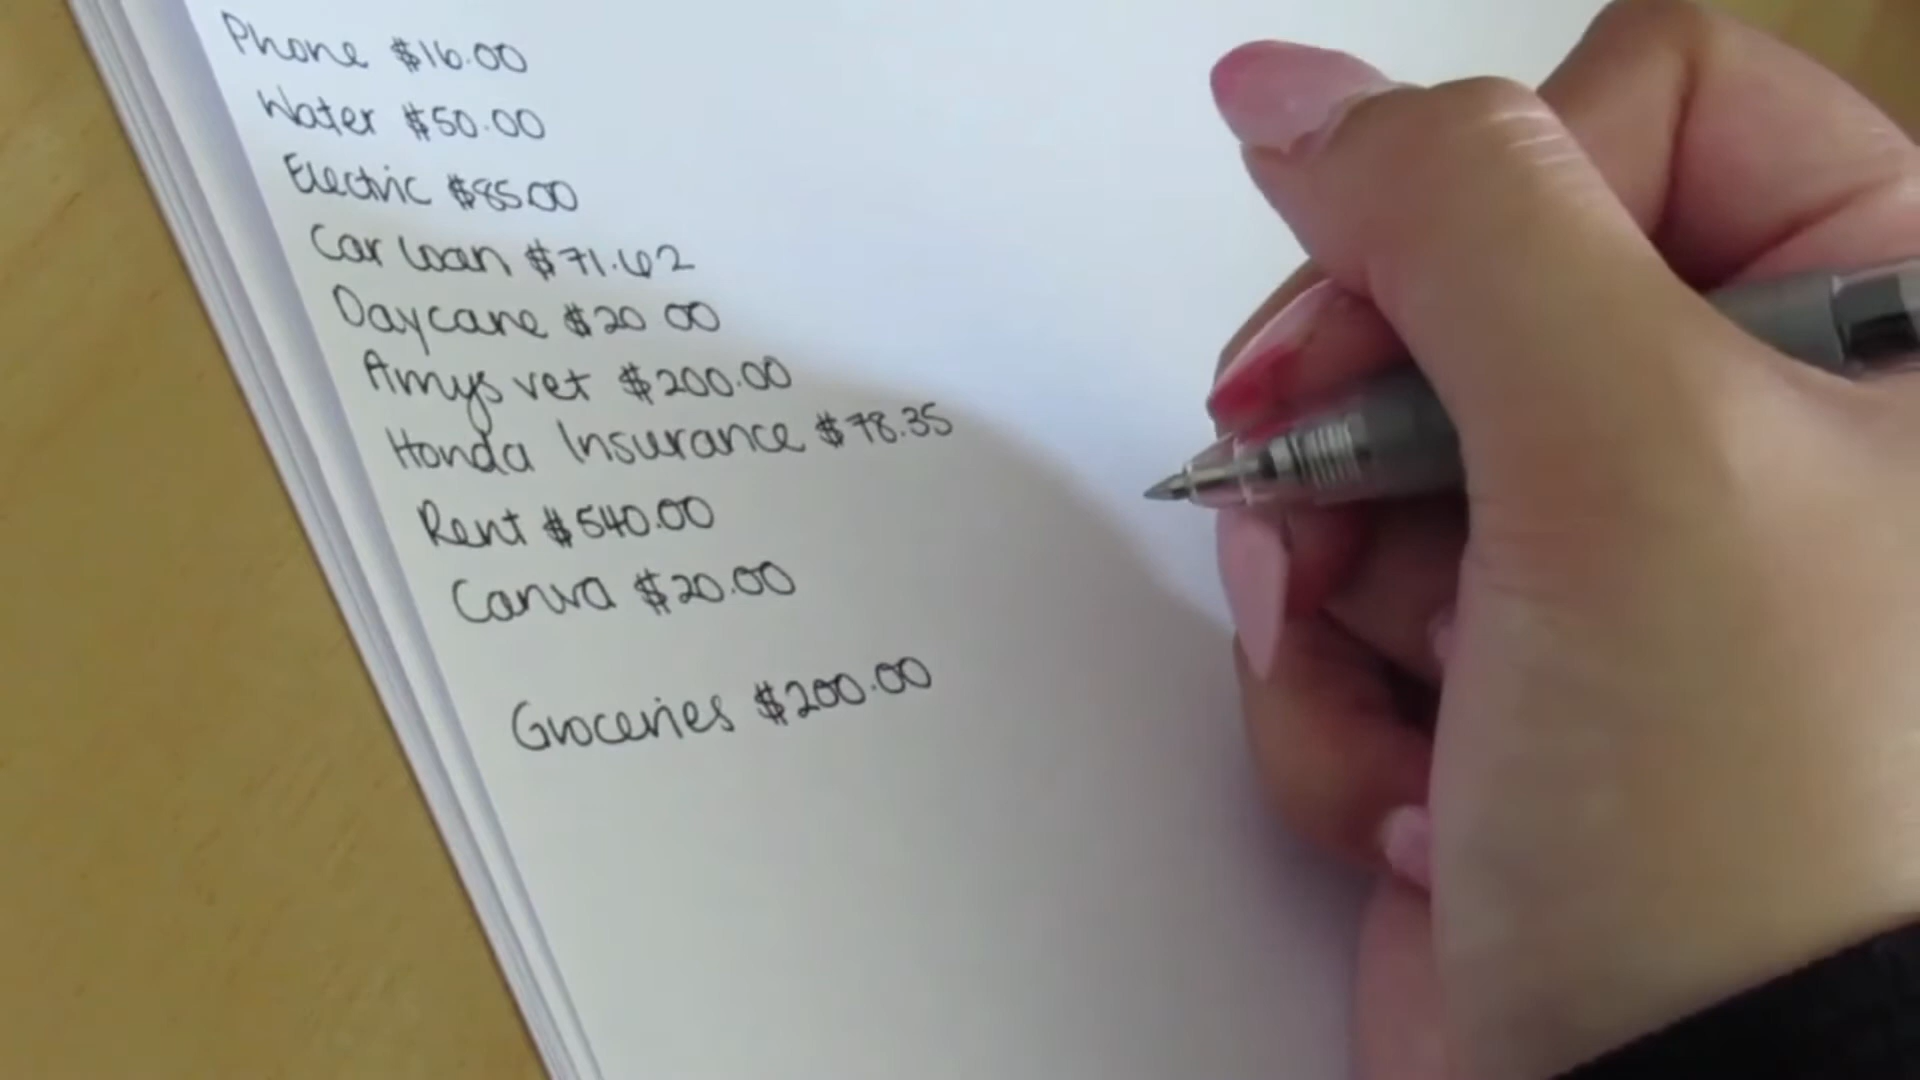 Phone $16.00
Water $50.00
Electric $85.00
Car loan $71.62
Daycare $20 00
Amys vet $200.00
Honda Insurance $78.35
Rent $540.00
Canva $20.00
Groceries $200.00